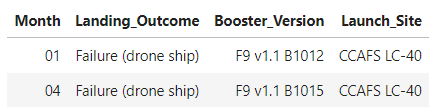 Month Landing_Outcome Booster_Version Launch_Site
01 Failure (drone ship) F9 v1.1 B1012 CCAFS LC-40
04 Failure (drone ship) F9 v1.1 B1015 CCAFS LC-40